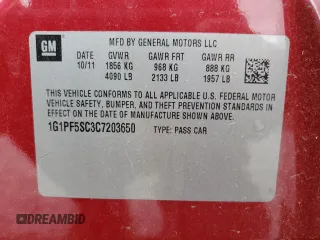 GM
MFD BY GENERAL MOTORS LLC
DATE GVWR GAWR FRT GAWR RR
10/11 1856 KG 968 KG 888 KG
4090 LB 2133 LB 1957 LB
THIS VEHICLE CONFORMS TO ALL APPLICABLE U.S. FEDERAL MOTOR
VEHICLE SAFETY, BUMPER, AND THEFT PREVENTION STANDARDS IN
EFFECT ON THE DATE OF MANUFACTURE SHOWN ABOVE.
1G1PF5SC3C7203650 TYPE: PASS CAR
DREAMBID